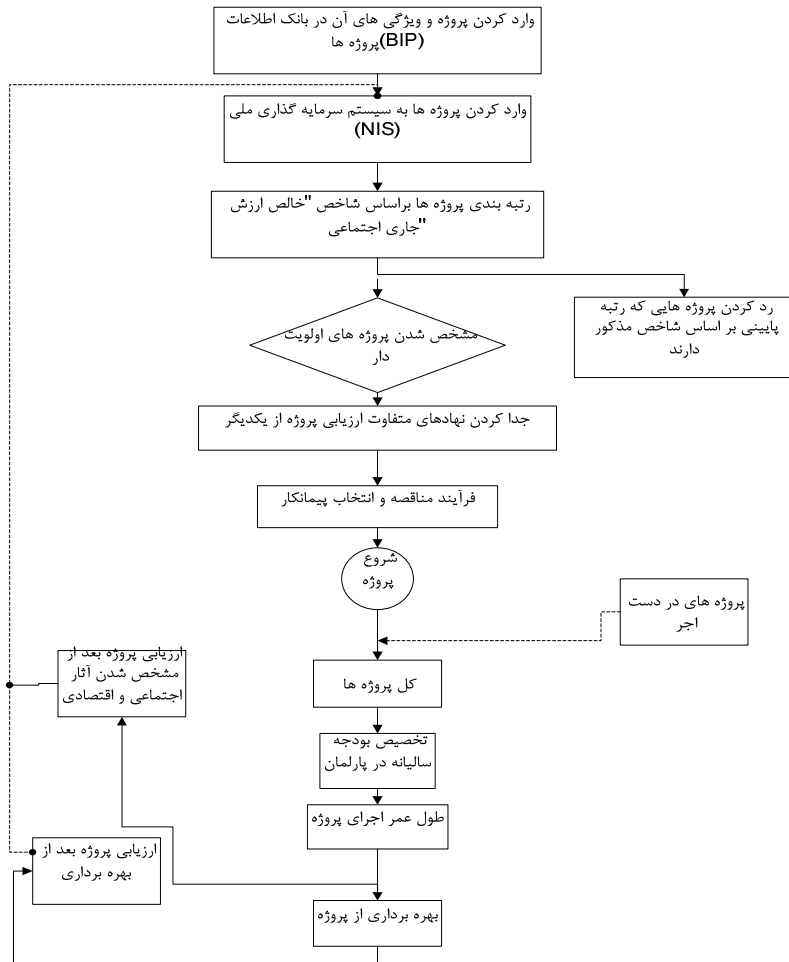 وارد کردن پروژه و ویژگی های آن در بانک اطلاعات
پروژه ها(BIP)
وارد کردن پروژه ها به سیستم سرمایه گذاری ملی
(NIS)
رتبه بندی پروژه ها براساس شاخص "خالص ارزش
جاری اجتماعی"
رد کردن پروژه هایی که رتبه
پایینی بر اساس شاخص مذکور
دارند
مشخص شدن پروژه های اولویت
دار
جدا کردن نهادهای متفاوت ارزیابی پروژه از یکدیگر
فرآیند مناقصه و انتخاب پیمانکار
شروع
پروژه
پروژه های در دست
اجر
ارزیابی پروژه بعد از
مشخص شدن آثار
اجتماعی و اقتصادی
کل پروژه ها
تخصیص بودجه
سالیانه در پارلمان
طول عمر اجرای پروژه
ارزیابی پروژه بعد از
بهره برداری
بهره برداری از پروژه